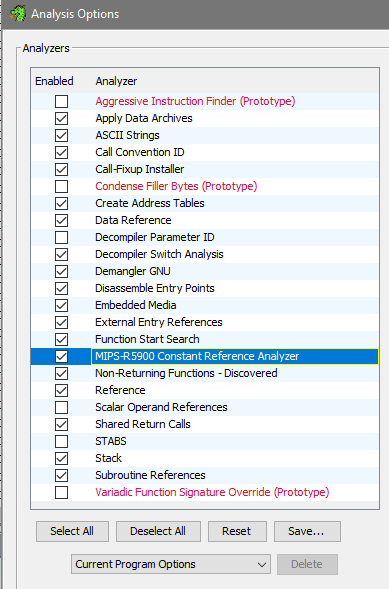 Analysis Options
Analyzers
Enabled Analyzer
Aggressive Instruction Finder (Prototype)
Apply Data Archives
ASCII Strings
Call Convention ID
Call-Fixup Installer
Condense Filler Bytes (Prototype)
Create Address Tables
Data Reference
Decompiler Parameter ID
Decompiler Switch Analysis
Demangler GNU
Disassemble Entry Points
Embedded Media
External Entry References
Function Start Search
MIPS-R5900 Constant Reference Analyzer
Non-Returning Functions - Discovered
Reference
Scalar Operand References
Shared Return Calls
STABS
Stack
Subroutine References
Variadic Function Signature Override (Prototype)
Select All Deselect All Reset Save...
Current Program Options Delete